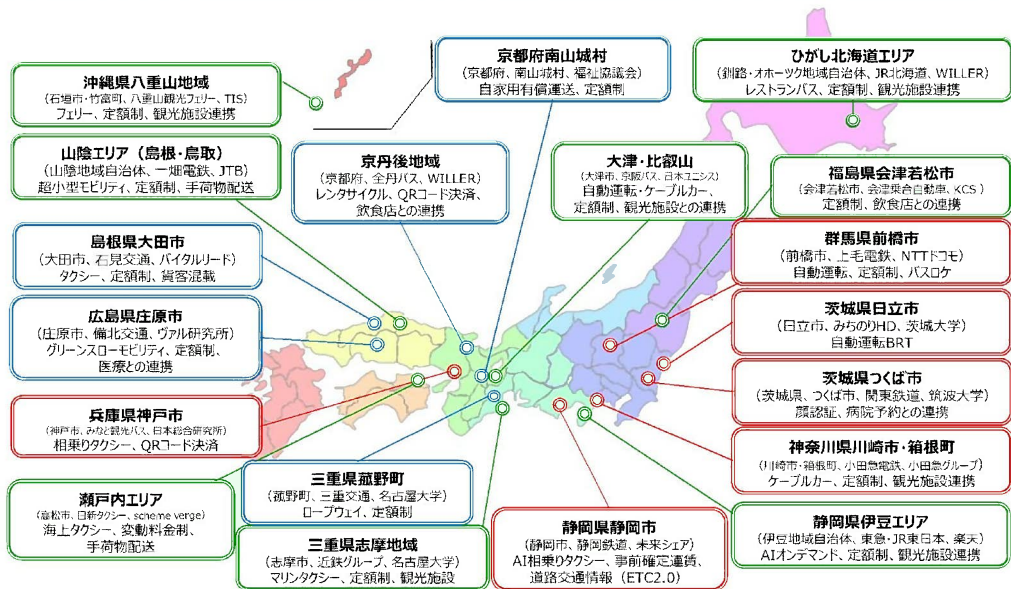 京都府南山城村
（京都府、南山城村、福祉協議会）
自家用有償運送、定額制
ひがし北海道エリア
（釧路・オホーツク地域自治体、JR北海道、WILLER）
レストランバス、定額制、観光施設連携
沖縄県八重山地域
（石垣市・竹富町、八重山観光フェリー、TIS）
フェリー、定額制、観光施設連携
山陰エリア（島根・鳥取）
（山陰地域自治体、一畑電鉄、JTB）
超小型モビリティ、定額制、手荷物配送
京丹後地域
（京都府、全丹バス、WILLER）
レンタサイクル、QRコード決済、
飲食店との連携
大津・比叡山
（大津市、京阪バス、日本ユニシス）
自動運転・ケーブルカー、
定額制、観光施設との連携
福島県会津若松市
（会津若松市、会津乗合自動車、KCS）
定額制、飲食店との連携
島根県大田市
（大田市、石見交通、バイタルリード）
タクシー、定額制、貨客混載
群馬県前橋市
（前橋市、上毛電鉄、NTTドコモ）
自動運転、定額制、バスロケ
広島県庄原市
（庄原市、備北交通、ヴァル研究所）
グリーンスローモビリティ、定額制、
医療との連携
茨城県日立市
（日立市、みちのりHD、茨城大学）
自動運転BRT
茨城県つくば市
（茨城県、つくば市、関東鉄道、筑波大学）
顔認証、病院予約との連携
兵庫県神戸市
（神戸市、みなと観光バス、日本総合研究所）
相乗りタクシー、QRコード決済
神奈川県川崎市・箱根町
（川崎市・箱根町、小田急電鉄、小田急グループ）
ケーブルカー、定額制、観光施設連携
三重県菰野町
（菰野町、三重交通、名古屋大学）
ロープウェイ、定額制
瀬戸内エリア
（高松市、日新タクシー、scheme verge）
海上タクシー、変動料金制、
手荷物配送
三重県志摩地域
（志摩市、近鉄グループ、名古屋大学）
マリンタクシー、定額制、観光施設
静岡県静岡市
（静岡市、静岡鉄道、未来シェア）
AI相乗りタクシー、事前確定運賃、
道路交通情報（ETC2.0）
静岡県伊豆エリア
（伊豆地域自治体、東急・JR東日本、楽天）
AIオンデマンド、定額制、観光施設連携